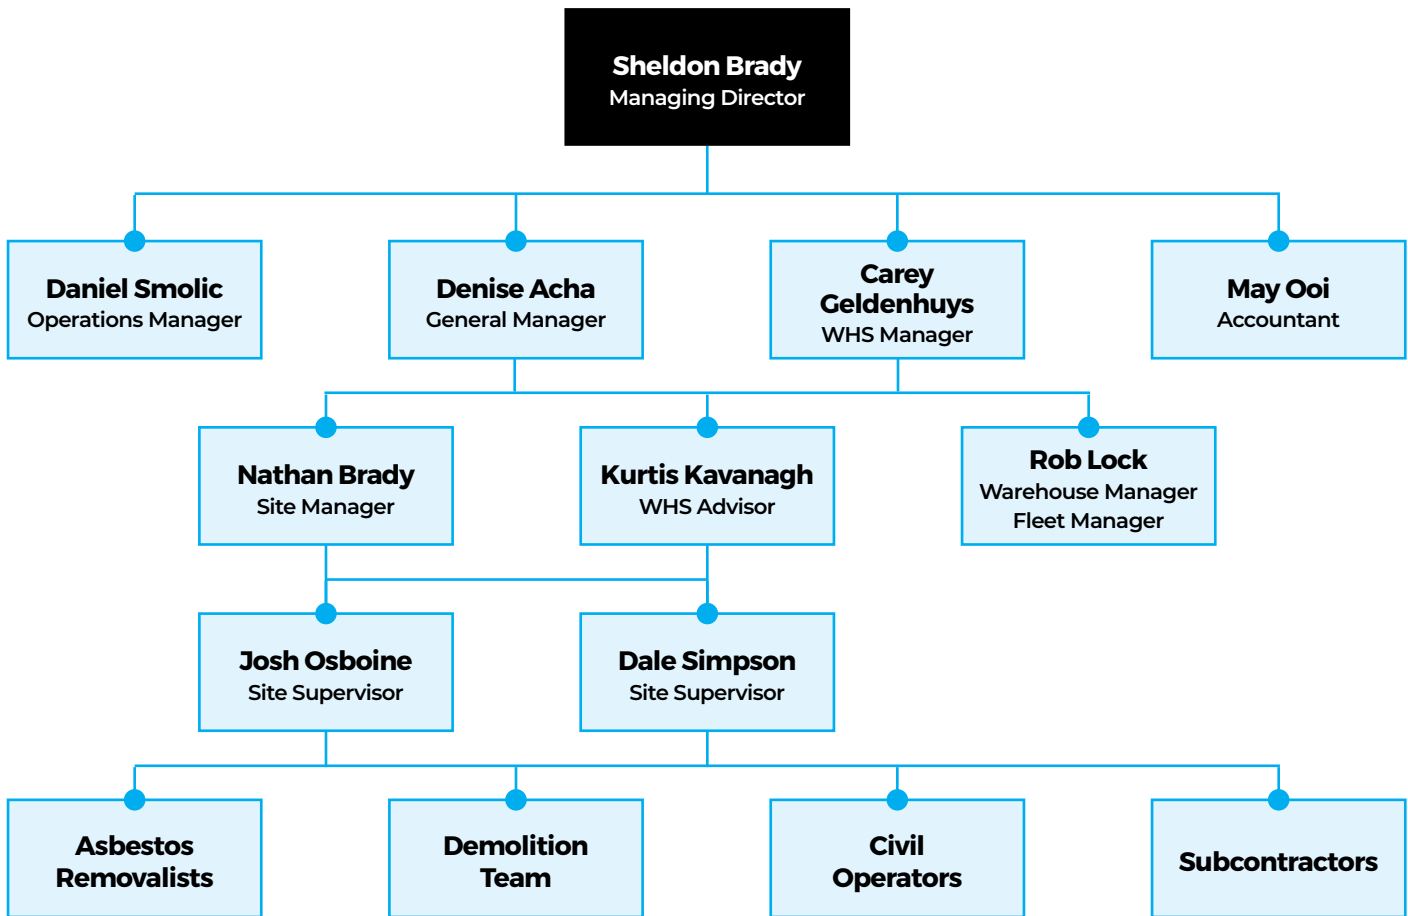 Sheldon Brady
Managing Director
Daniel Smolic
Operations Manager
Denise Acha
General Manager
Carey
Geldenhuys
WHS Manager
May Ooi
Accountant
Nathan Brady
Site Manager
Kurtis Kavanagh
WHS Advisor
Rob Lock
Warehouse Manager
Fleet Manager
Josh Osboine
Site Supervisor
Dale Simpson
Site Supervisor
Asbestos
Removalists
Demolition
Team
Civil
Operators
Subcontractors